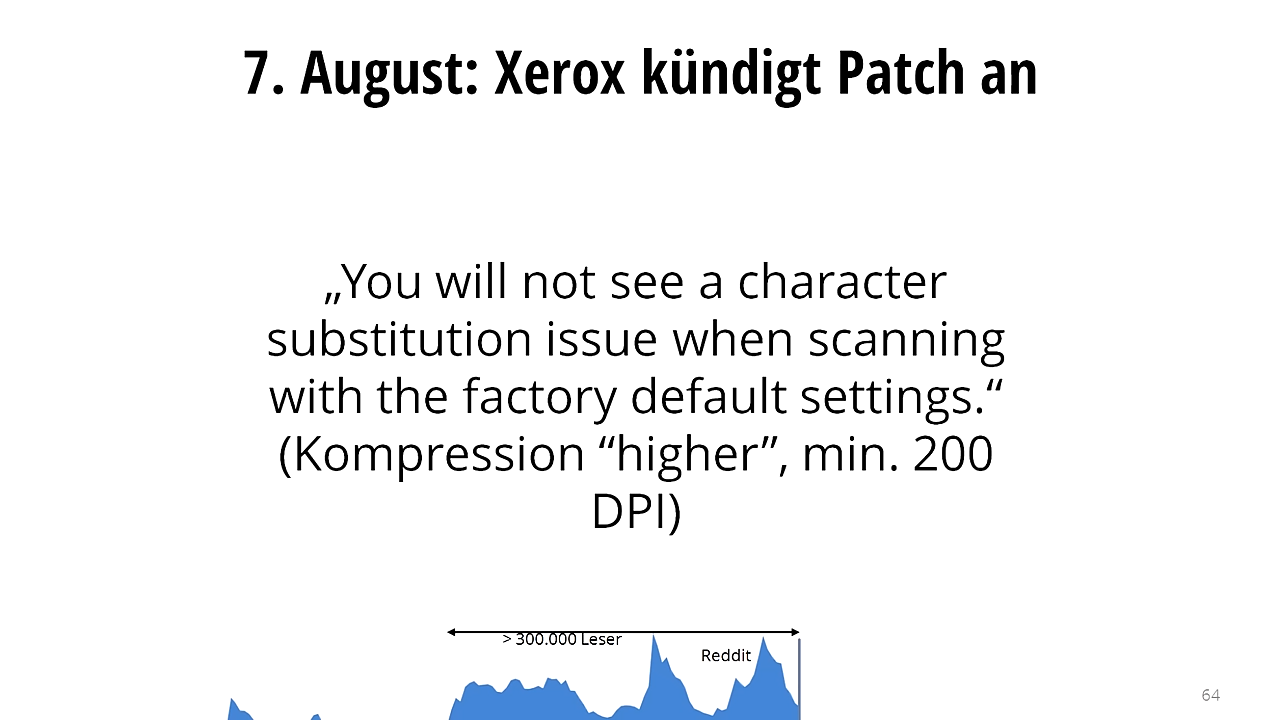 7. August: Xerox kündigt Patch an
„You will not see a character
substitution issue when scanning
with the factory default settings.“
(Kompression “higher”, min. 200
DPI)
> 300.000 Leser
Reddit
64